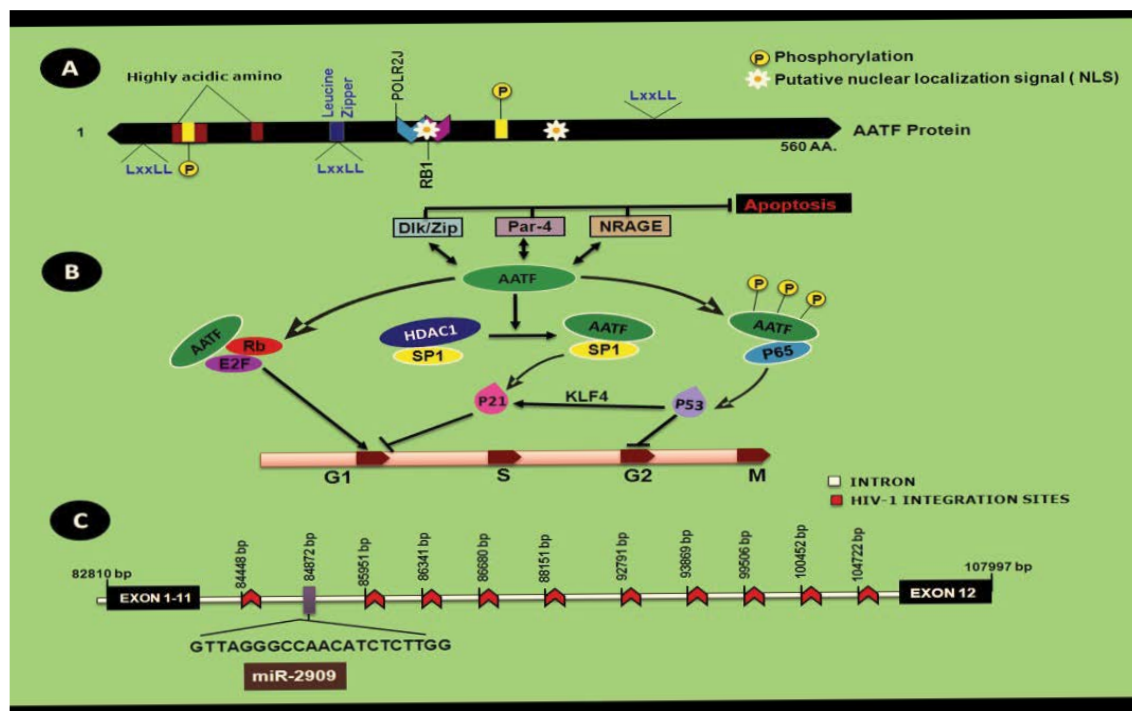 A
Highly acidic amino
Leucine
Zipper
POLR2J
P
LxxLL
P Phosphorylation
Putative nuclear localization signal ( NLS)
1
AATF Protein
560 AA.
LxxLL
P
LxxLL
RB1
Apoptosis
Dlk/Zip
Par-4
NRAGE
B
AATF
P
P
P
AATF
Rb
E2F
HDAC1
SP1
AATF
SP1
AATF
P65
P21
KLF4
P53
G1
S
G2
M
INTRON
HIV-1 INTEGRATION SITES
C
82810 bp
84448 bp
84872 bp
85951 bp
86341 bp
86680 bp
88151 bp
92791 bp
93869 bp
99506 bp
100452 bp
104722 bp
107997 bp
EXON 1-11
EXON 12
GTTAGGGCCAACATCTCTTGG
miR-2909